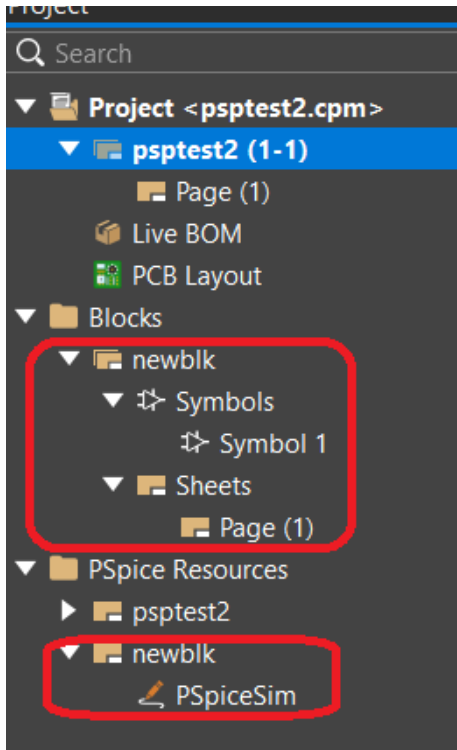 Project
Search
Project <psptest2.cpm>
psptest2 (1-1)
Page (1)
Live BOM
PCB Layout
Blocks
newblk
Symbols
Symbol 1
Sheets
Page (1)
PSpice Resources
psptest2
newblk
PSpiceSim